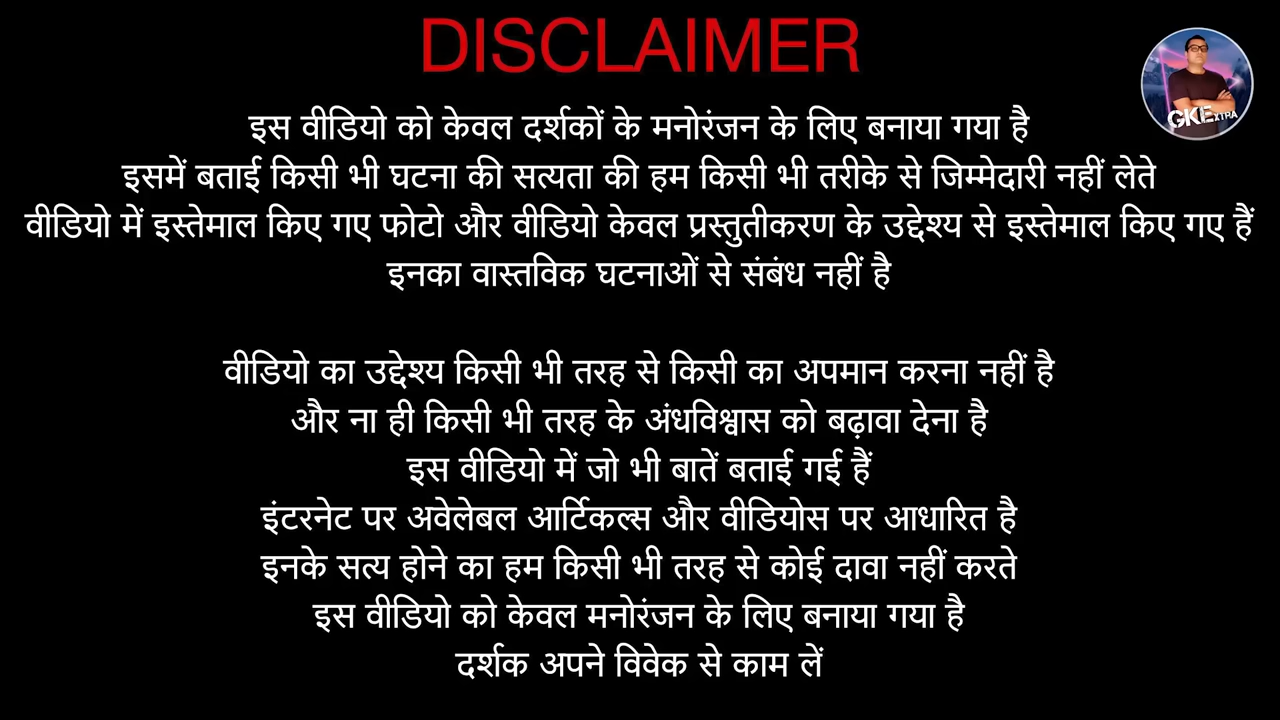 DISCLAIMER
GKEXTRA
इस वीडियो को केवल दर्शकों के मनोरंजन के लिए बनाया गया है
इसमें बताई किसी भी घटना की सत्यता की हम किसी भी तरीके से जिम्मेदारी नहीं लेते
वीडियो में इस्तेमाल किए गए फोटो और वीडियो केवल प्रस्तुतीकरण के उद्देश्य से इस्तेमाल किए गए हैं
इनका वास्तविक घटनाओं से संबंध नहीं है
वीडियो का उद्देश्य किसी भी तरह से किसी का अपमान करना नहीं है
और ना ही किसी भी तरह के अंधविश्वास को बढ़ावा देना है
इस वीडियो में जो भी बातें बताई गई हैं
इंटरनेट पर अवेलेबल आर्टिकल्स और वीडियोस पर आधारित है
इनके सत्य होने का हम किसी भी तरह से कोई दावा नहीं करते
इस वीडियो को केवल मनोरंजन के लिए बनाया गया है
दर्शक अपने विवेक से काम लें